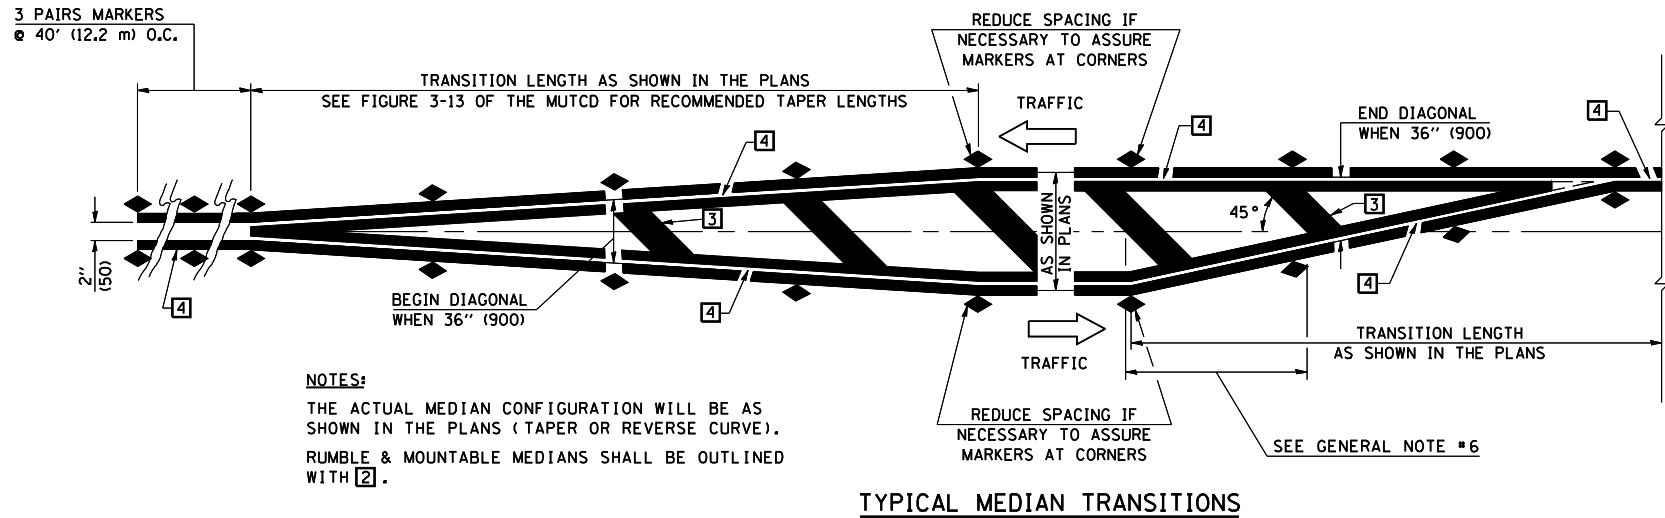 3 PAIRS MARKERS
@ 40' (12.2 m) O.C.
TRANSITION LENGTH AS SHOWN IN THE PLANS
SEE FIGURE 3-13 OF THE MUTCD FOR RECOMMENDED TAPER LENGTHS
REDUCE SPACING IF
NECESSARY TO ASSURE
MARKERS AT CORNERS
TRAFFIC
END DIAGONAL
WHEN 36" (900)
4
4
4
4
3
3
45°
AS SHOWN
IN PLANS
2"
(50)
4
BEGIN DIAGONAL
WHEN 36" (900)
4
4
TRAFFIC
TRANSITION LENGTH
AS SHOWN IN THE PLANS
NOTES:
THE ACTUAL MEDIAN CONFIGURATION WILL BE AS
SHOWN IN THE PLANS (TAPER OR REVERSE CURVE).
RUMBLE & MOUNTABLE MEDIANS SHALL BE OUTLINED
WITH 2 .
REDUCE SPACING IF
NECESSARY TO ASSURE
MARKERS AT CORNERS
SEE GENERAL NOTE #6
TYPICAL MEDIAN TRANSITIONS